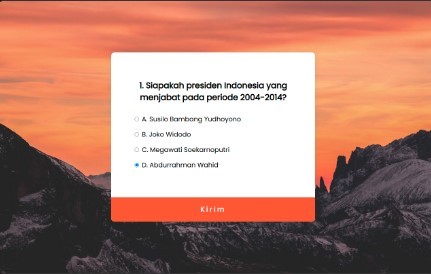 1. Siapakah presiden Indonesia yang
menjabat pada periode 2004-2014?
A. Susilo Bambang Yudhoyono
B. Joko Widodo
C. Megawati Soekarnoputri
D. Abdurrahman Wahid
Kirim